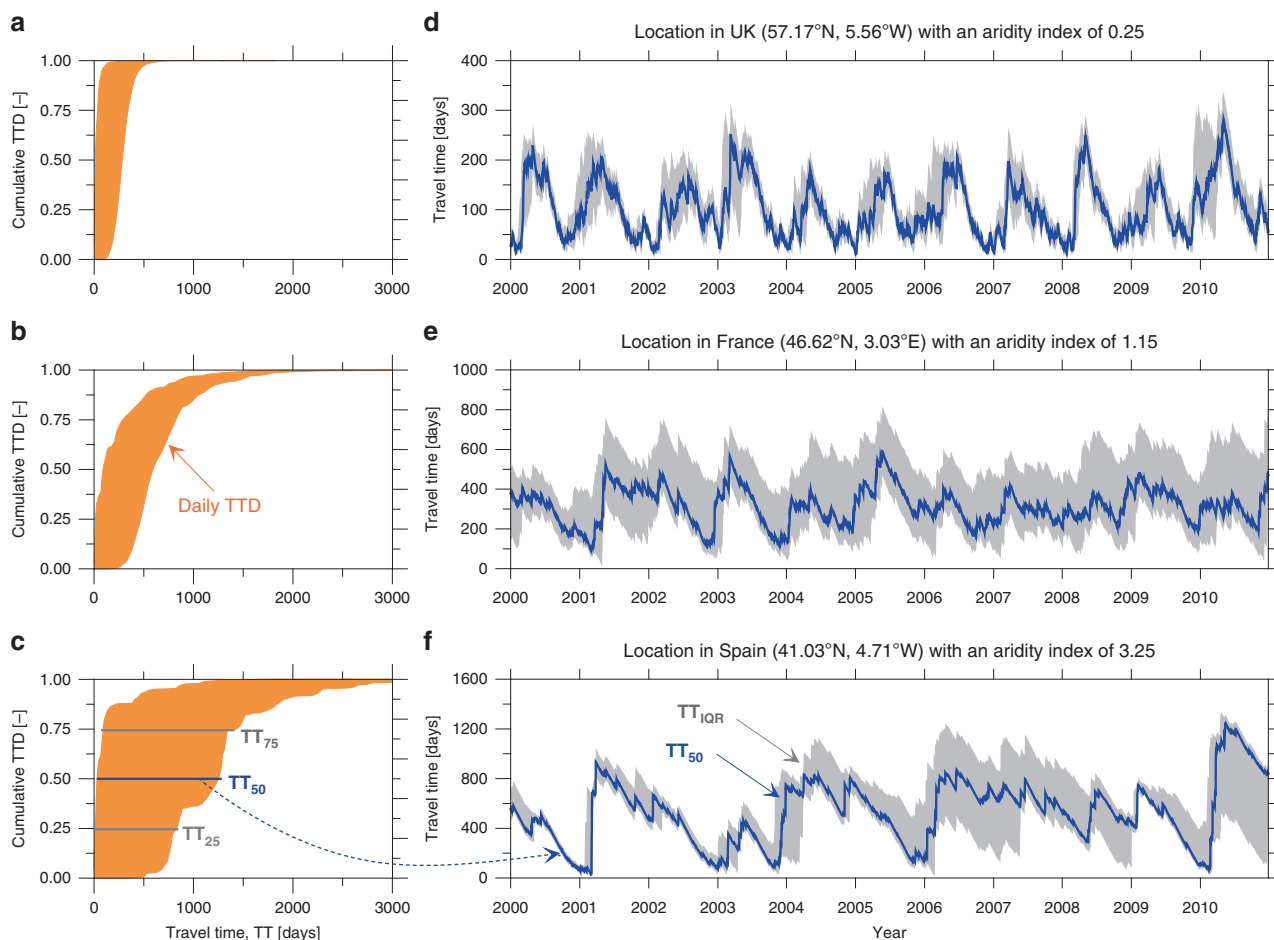 a
1.00
0.75
0.50
0.25
0.00
Cumulative TTD [–]
0 1000 2000 3000
d
Location in UK (57.17°N, 5.56°W) with an aridity index of 0.25
400
300
200
100
0
Travel time [days]
2000 2001 2002 2003 2004 2005 2006 2007 2008 2009 2010
b
1.00
0.75
0.50
0.25
0.00
Cumulative TTD [–]
Daily TTD
0 1000 2000 3000
e
Location in France (46.62°N, 3.03°E) with an aridity index of 1.15
1000
800
600
400
200
0
Travel time [days]
2000 2001 2002 2003 2004 2005 2006 2007 2008 2009 2010
c
1.00
0.75
0.50
0.25
0.00
Cumulative TTD [–]
TT75
TT50
TT25
0 1000 2000 3000
Travel time, TT [days]
f
Location in Spain (41.03°N, 4.71°W) with an aridity index of 3.25
1600
1200
800
400
0
Travel time [days]
TTIQR
TT50
2000 2001 2002 2003 2004 2005 2006 2007 2008 2009 2010
Year